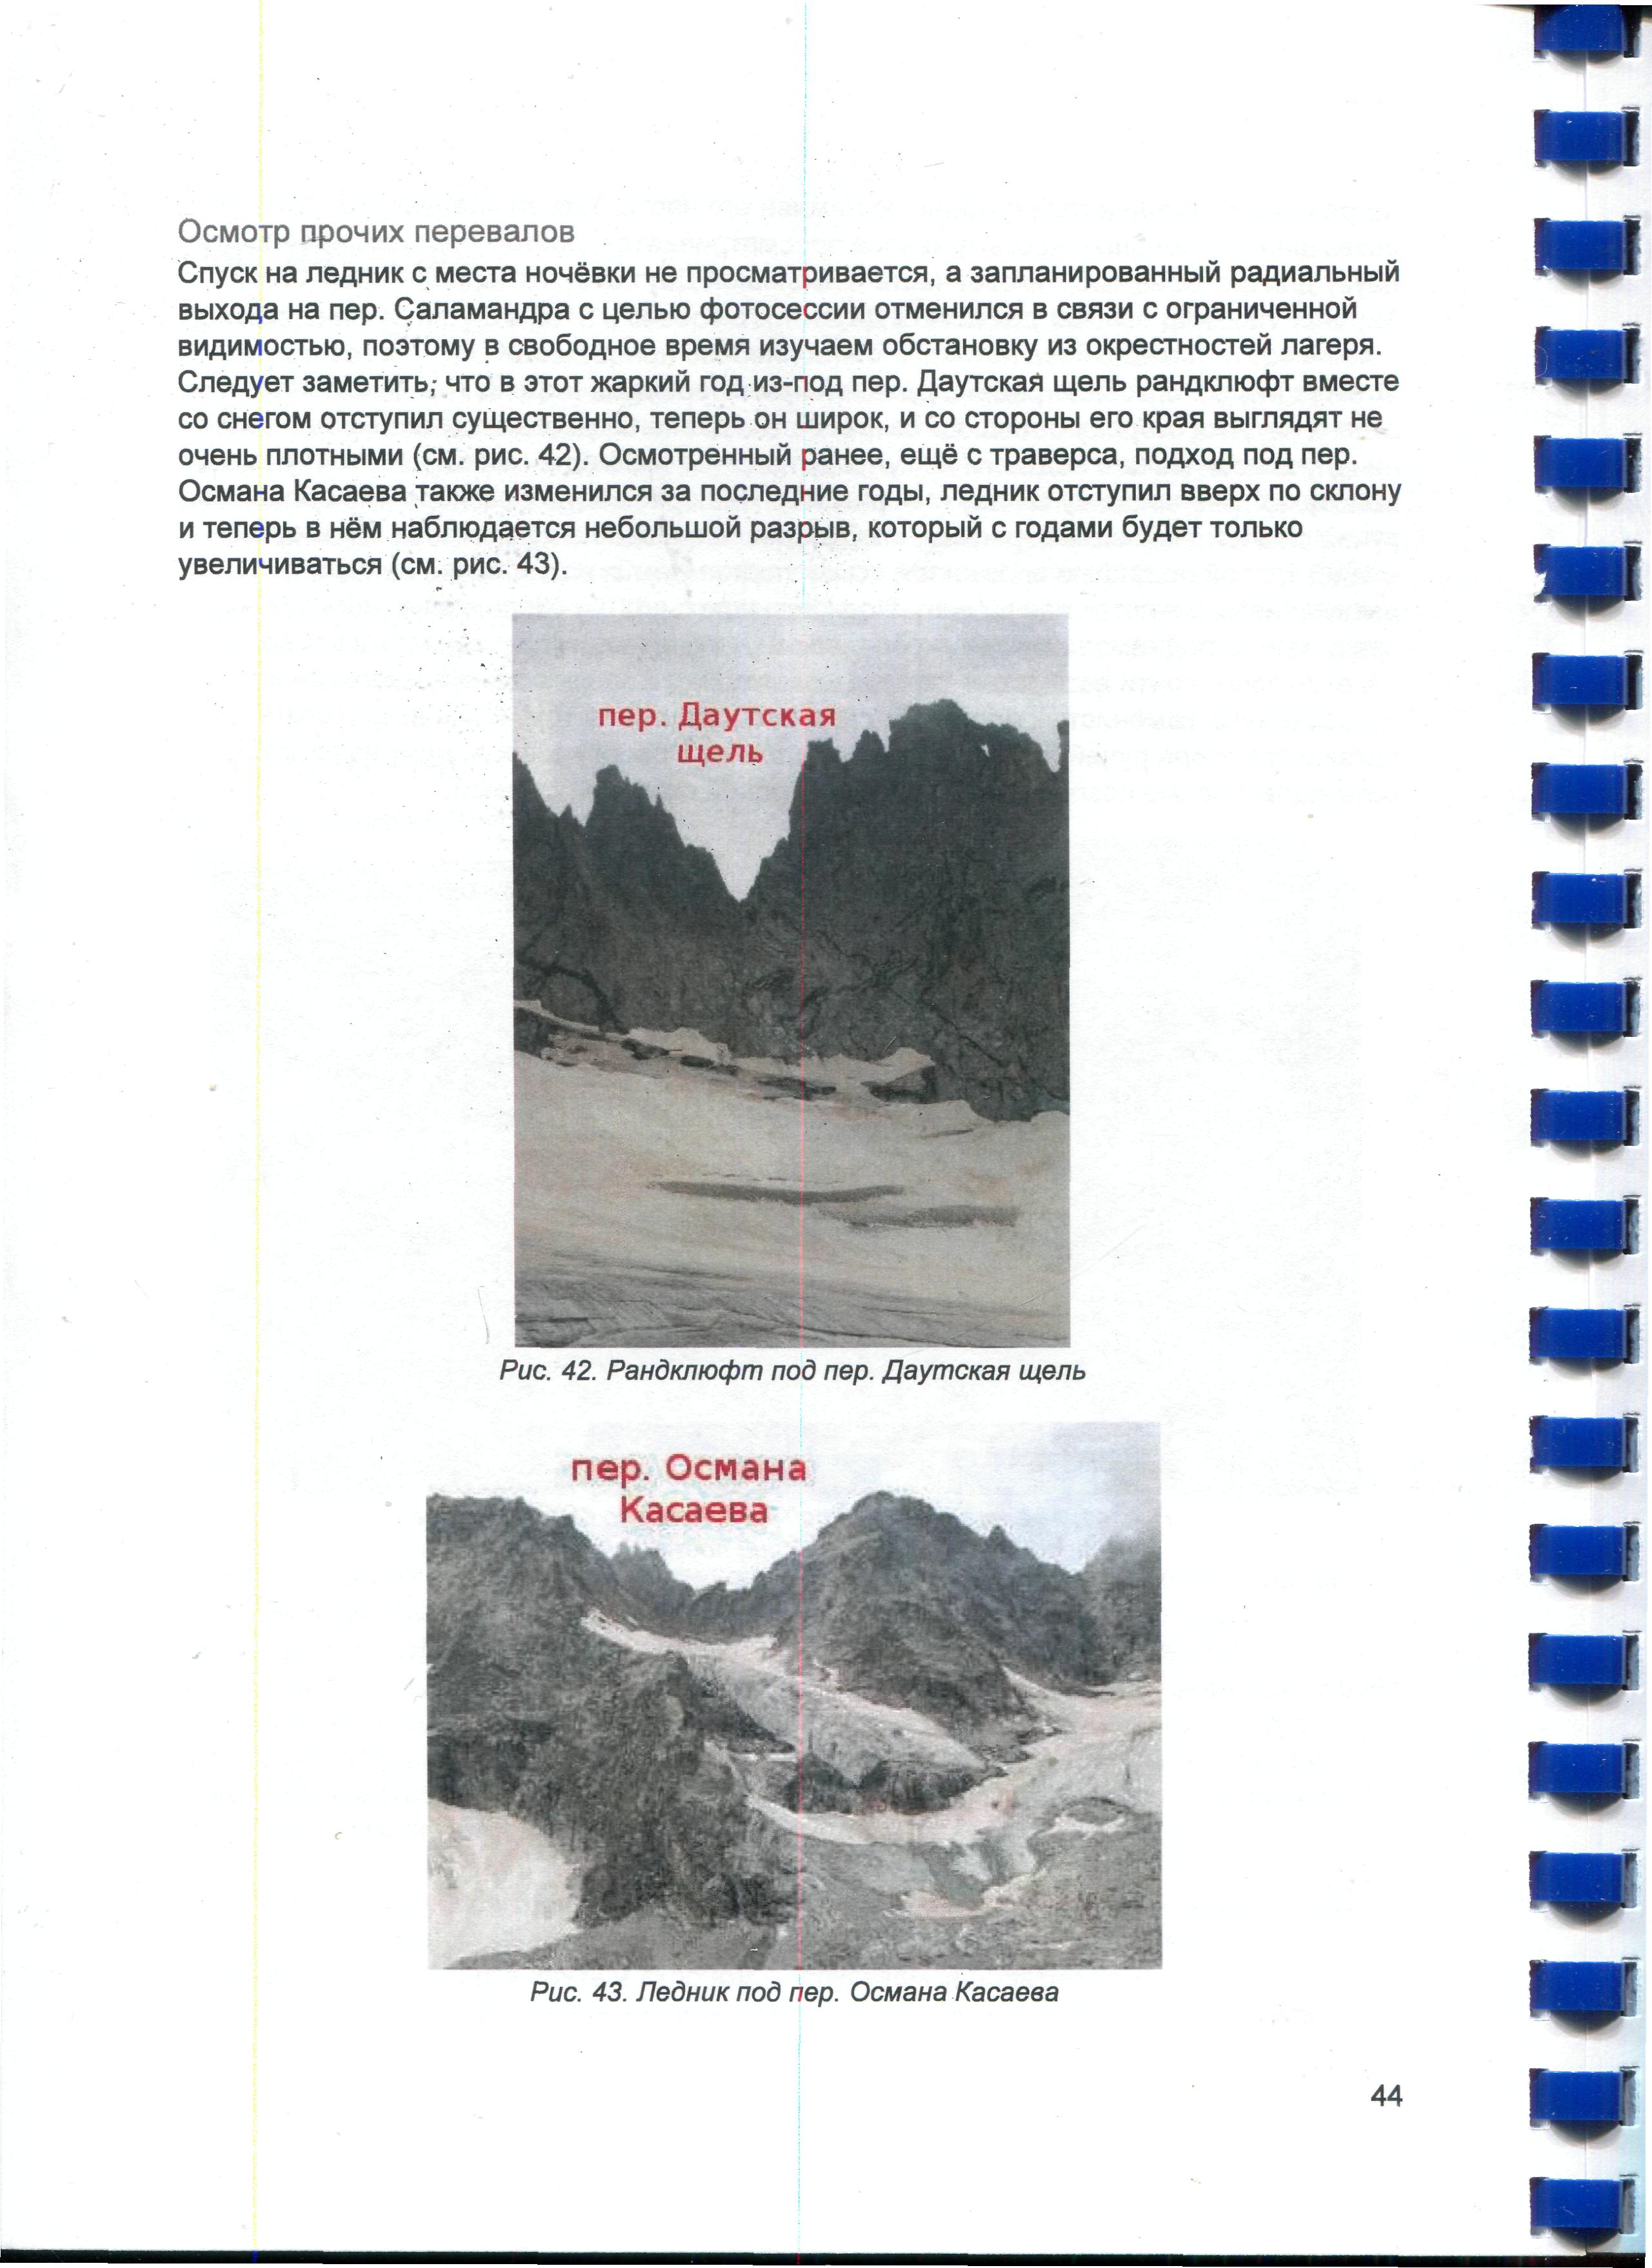 Осмотр прочих перевалов
Спуск на ледник с места ночёвки не просматривается, а запланированный радиальный
выхода на пер. Саламандра с целью фотосессии отменился в связи с ограниченной
видимостью, поэтому в свободное время изучаем обстановку из окрестностей лагеря.
Следует заметить, что в этот жаркий год из-под пер. Даутская щель рандклюфт вместе
со снегом отступил существенно, теперь он широк, и со стороны его края выглядят не
очень плотными (см. рис. 42). Осмотренный ранее, ещё с траверса, подход под пер.
Османа Касаева также изменился за последние годы, ледник отступил вверх по склону
и теперь в нём наблюдается небольшой разрыв, который с годами будет только
увеличиваться (см. рис. 43).
пер. Даутская
щель
Рис. 42. Рандклюфт под пер. Даутская щель
пер. Османа
Касаева
Рис. 43. Ледник под пер. Османа Касаева
44